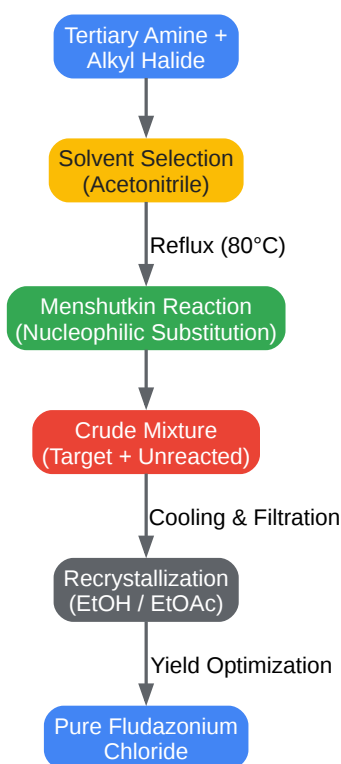 Tertiary Amine +
Alkyl Halide
Solvent Selection
(Acetonitrile)
Reflux (80°C)
Menshutkin Reaction
(Nucleophilic Substitution)
Crude Mixture
(Target + Unreacted)
Cooling & Filtration
Recrystallization
(EtOH / EtOAc)
Yield Optimization
Pure Fludazonium
Chloride